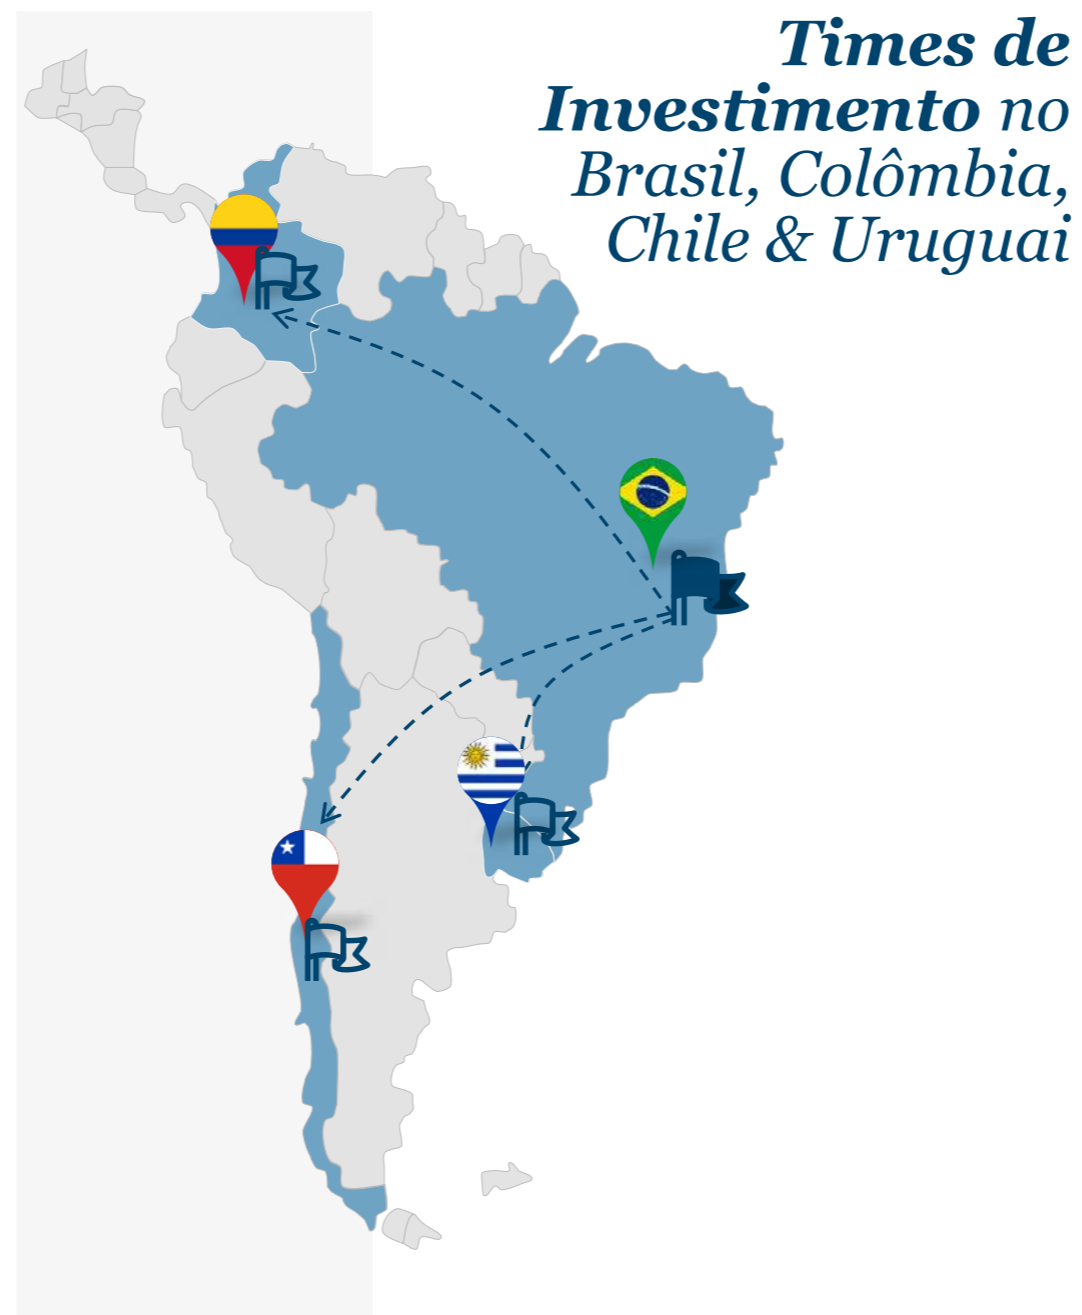 Times de
Investimento no
Brasil, Colômbia,
Chile & Uruguai